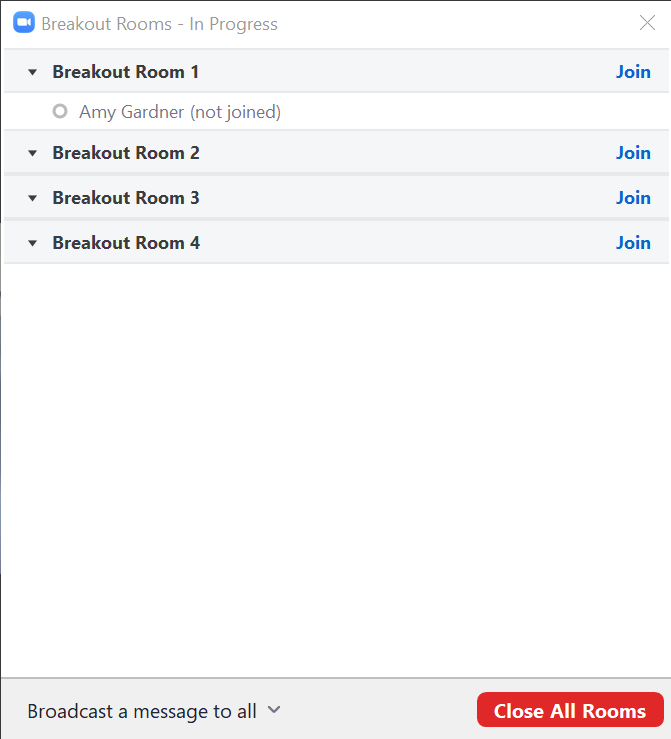 Breakout Rooms - In Progress
Breakout Room 1 Join
Amy Gardner (not joined)
Breakout Room 2 Join
Breakout Room 3 Join
Breakout Room 4 Join
Broadcast a message to all Close All Rooms